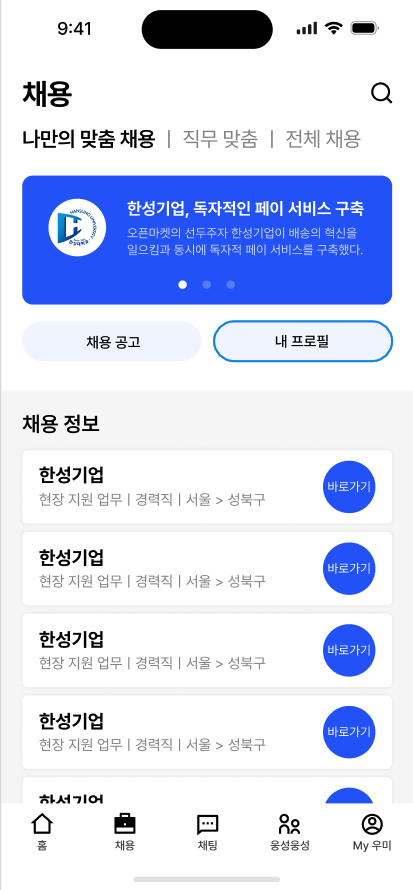 9:41
채용
나만의 맞춤 채용 | 직무 맞춤 | 전체 채용
HANSUNG UNIVERSITY
한성기업, 독자적인 페이 서비스 구축
오픈마켓의 선두주자 한성기업이 배송의 혁신을
일으킴과 동시에 독자적 페이 서비스를 구축했다.
채용 공고
내 프로필
채용 정보
한성기업
현장 지원 업무 | 경력직 | 서울 > 성북구
바로가기
한성기업
현장 지원 업무 | 경력직 | 서울 > 성북구
바로가기
한성기업
현장 지원 업무 | 경력직 | 서울 > 성북구
바로가기
한성기업
현장 지원 업무 | 경력직 | 서울 > 성북구
바로가기
한성기업
홈
채용
채팅
웅성웅성
My 우미